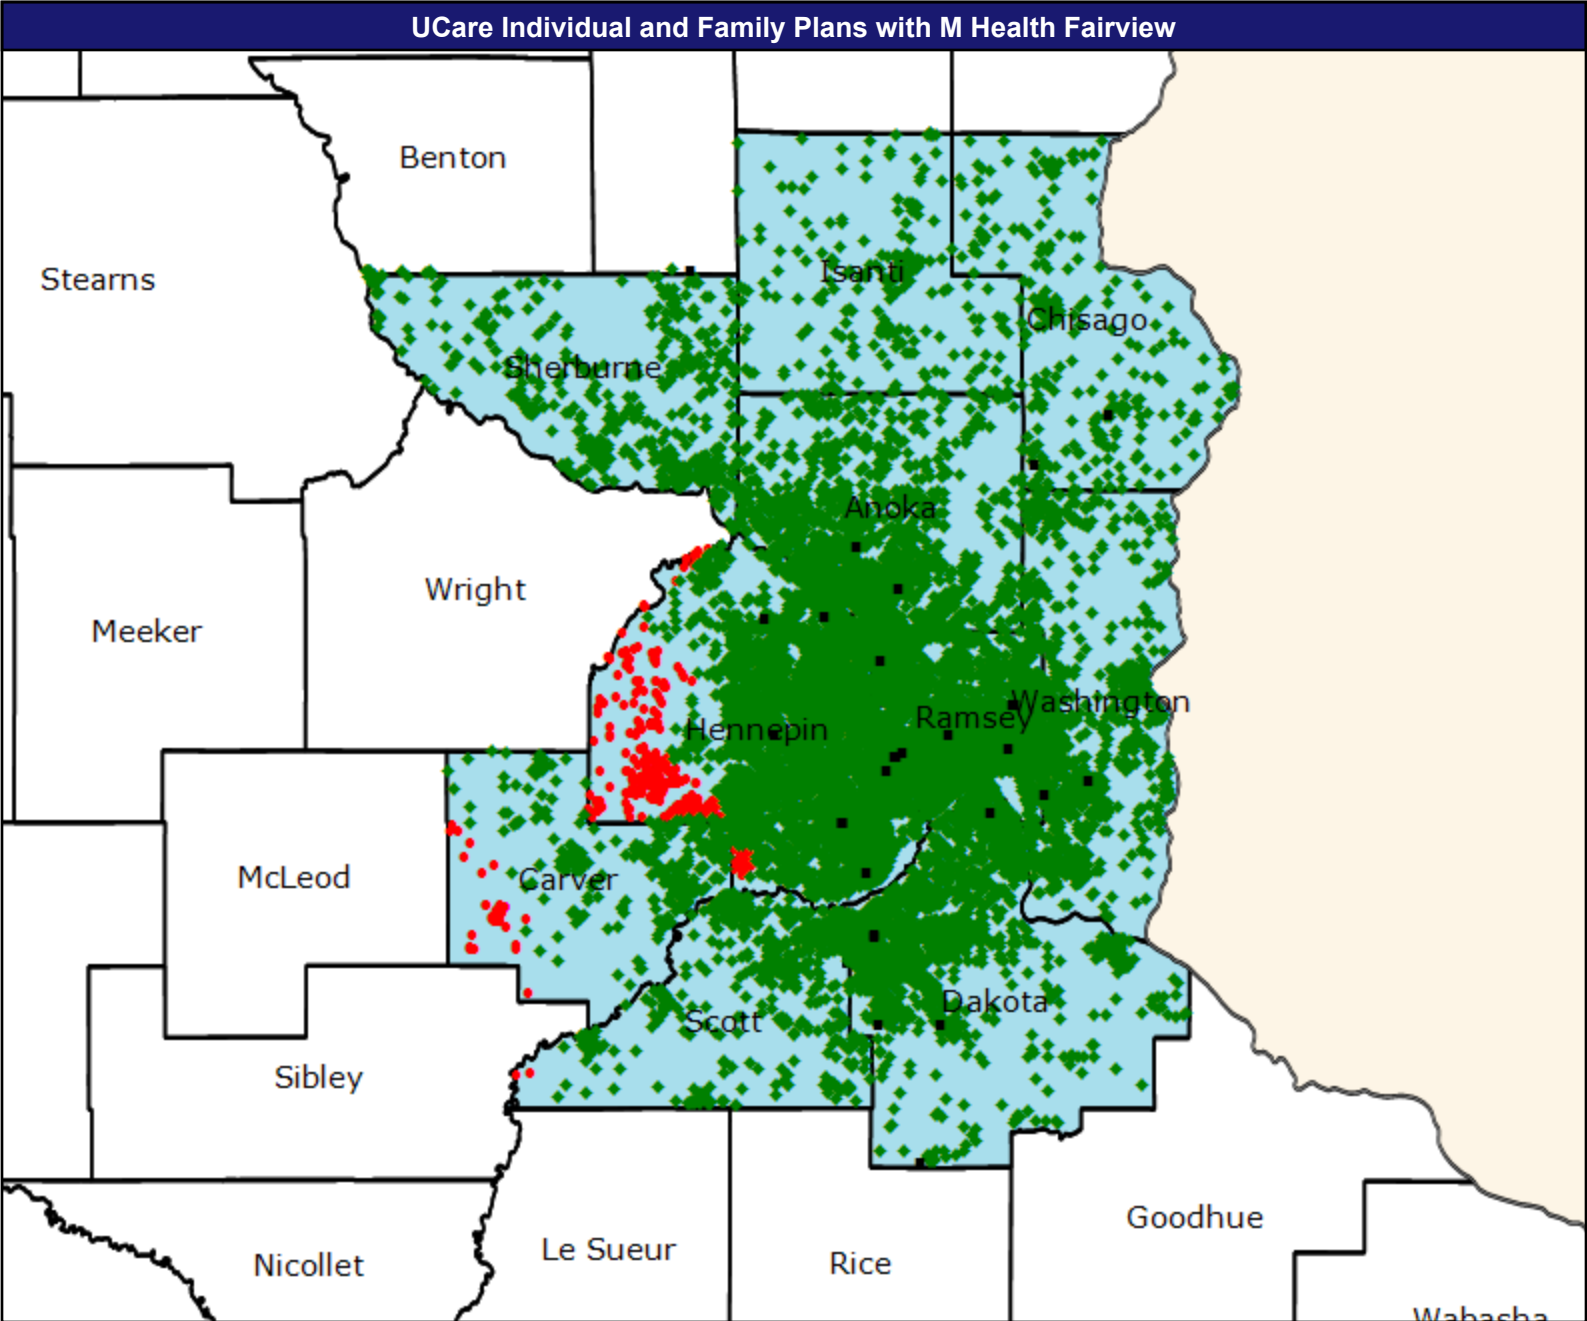 UCare Individual and Family Plans with M Health Fairview
Benton
Stearns
Isanti
Chisago
Sherburne
Anoka
Wright
Meeker
Washington
Ramsey
Hennepin
McLeod
Carver
Dakota
Scott
Sibley
Goodhue
Le Sueur
Rice
Nicollet
Wabasha